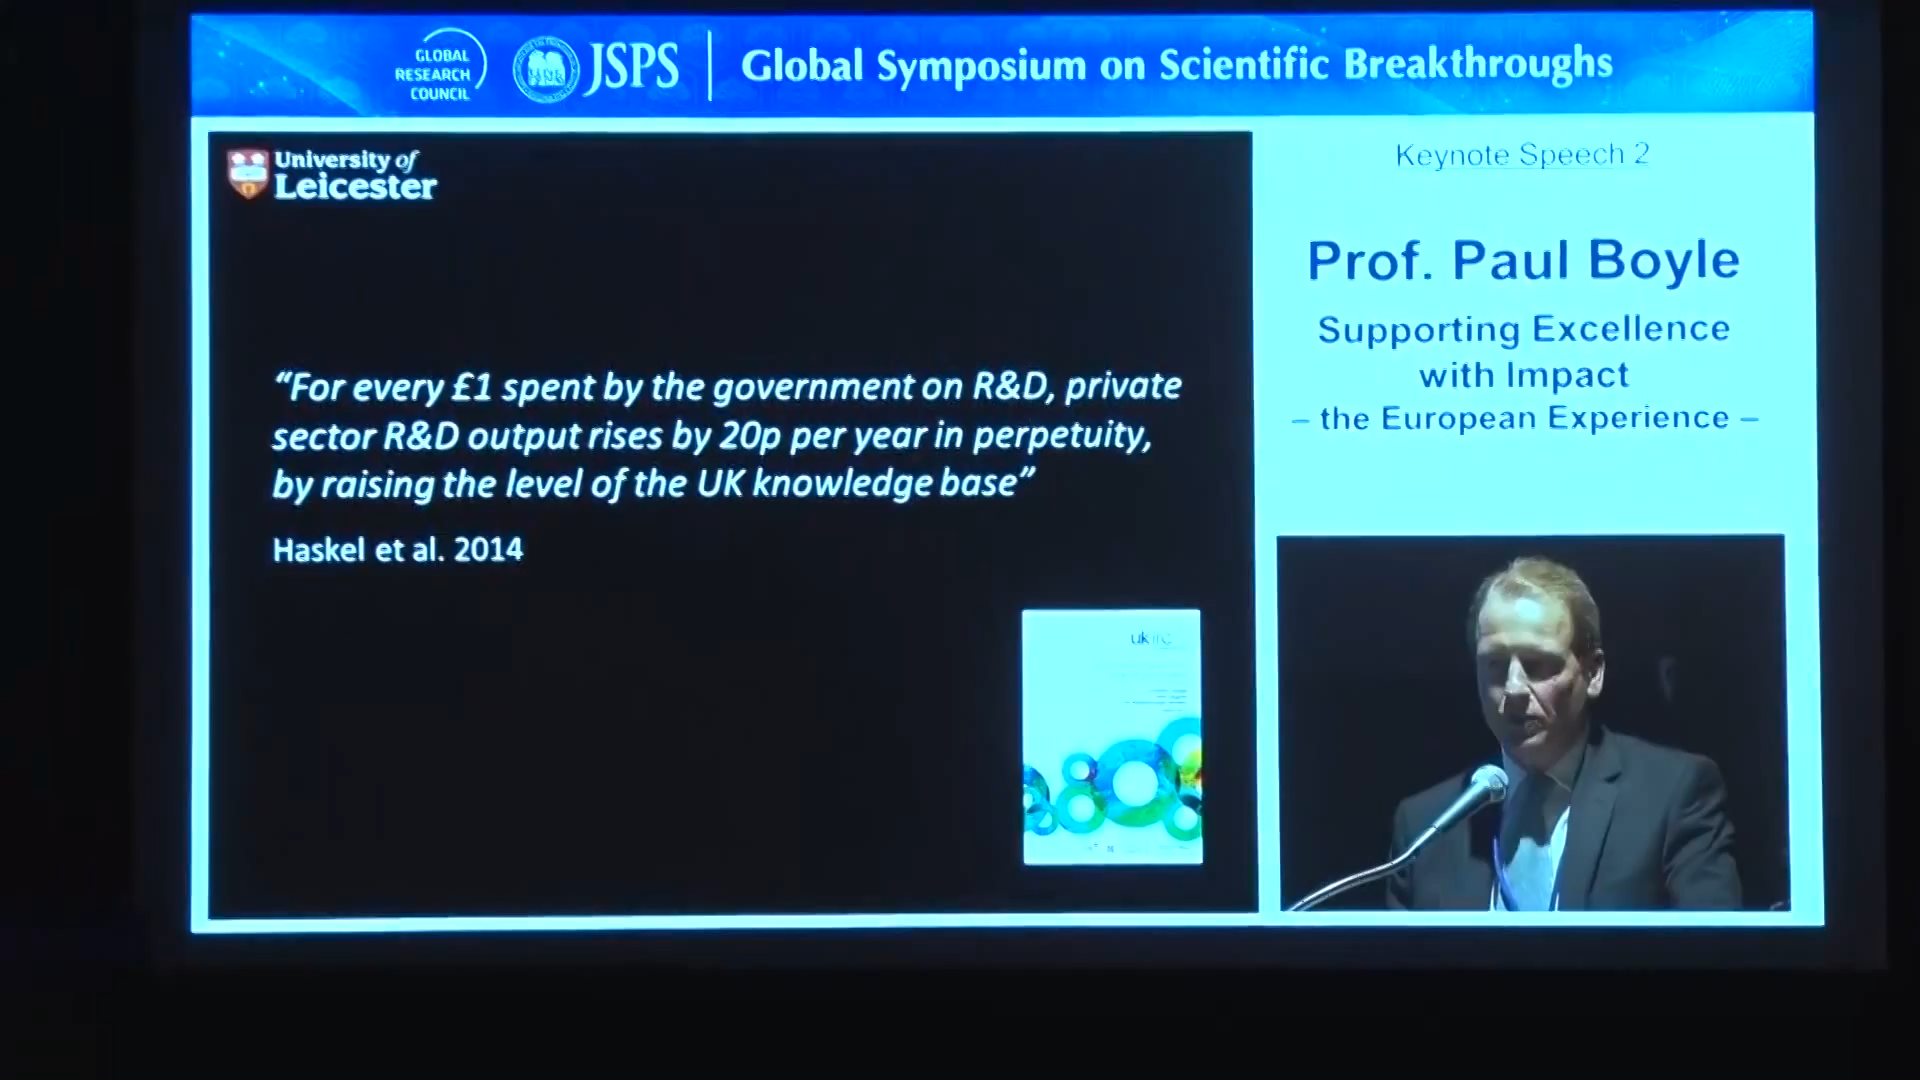 GLOBAL
RESEARCH
COUNCIL
JSPS
Global Symposium on Scientific Breakthroughs
University of
Leicester
“For every £1 spent by the government on R&D, private
sector R&D output rises by 20p per year in perpetuity,
by raising the level of the UK knowledge base”
Haskel et al. 2014
Keynote Speech 2
Prof. Paul Boyle
Supporting Excellence
with Impact
– the European Experience –